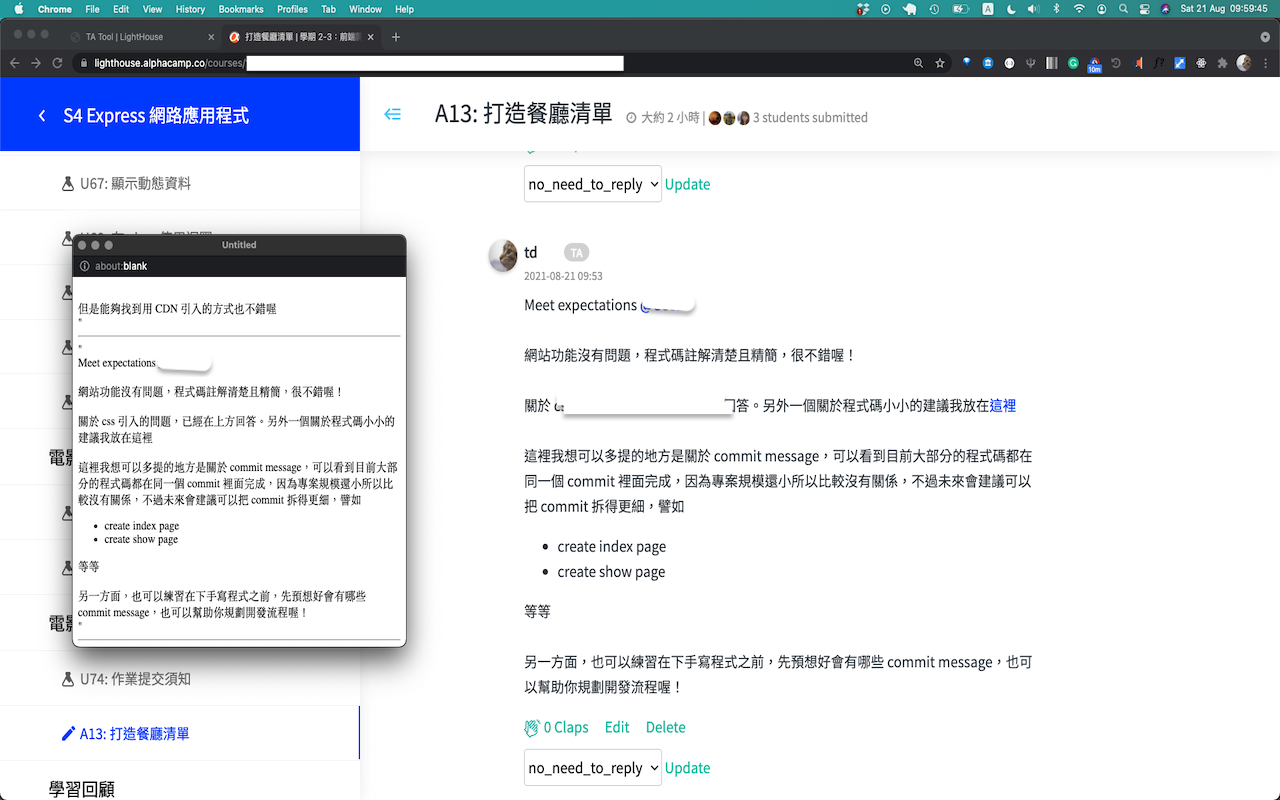 Chrome File Edit View History Bookmarks Profiles Tab Window Help
A
Sat 21 Aug 09:59:45
TA Tool | LightHouse
打造餐廳清單 | 學期 2-3：前端
lighthouse.alphacamp.co/courses/
10m
S4 Express 網路應用程式
U67: 顯示動態資料
U74: 作業提交須知
A13: 打造餐廳清單
學習回顧
A13: 打造餐廳清單
大約 2 小時 |
3 students submitted
no_need_to_reply Update
td TA
2021-08-21 09:53
Meet expectations
網站功能沒有問題，程式碼註解清楚且精簡，很不錯喔！
關於
答。另外一個關於程式碼小小的建議我放在這裡
這裡我想可以多提的地方是關於 commit message，可以看到目前大部分的程式碼都在
同一個 commit 裡面完成，因為專案規模還小所以比較沒有關係，不過未來會建議可以
把 commit 拆得更細，譬如
• create index page
• create show page
等等
另一方面，也可以練習在下手寫程式之前，先預想好會有哪些 commit message，也可
以幫助你規劃開發流程喔！
0 Claps Edit Delete
no_need_to_reply Update
Untitled
about:blank
但是能夠找到用 CDN 引入的方式也不錯喔
"
"
Meet expectations
網站功能沒有問題，程式碼註解清楚且精簡，很不錯喔！
關於 css 引入的問題，已經在上方回答。另外一個關於程式碼小小的
建議我放在這裡
這裡我想可以多提的地方是關於 commit message，可以看到目前大部
分的程式碼都在同一個 commit 裡面完成，因為專案規模還小所以比
較沒有關係，不過未來會建議可以把 commit 拆得更細，譬如
• create index page
• create show page
等等
另一方面，也可以練習在下手寫程式之前，先預想好會有哪些
commit message，也可以幫助你規劃開發流程喔！
"